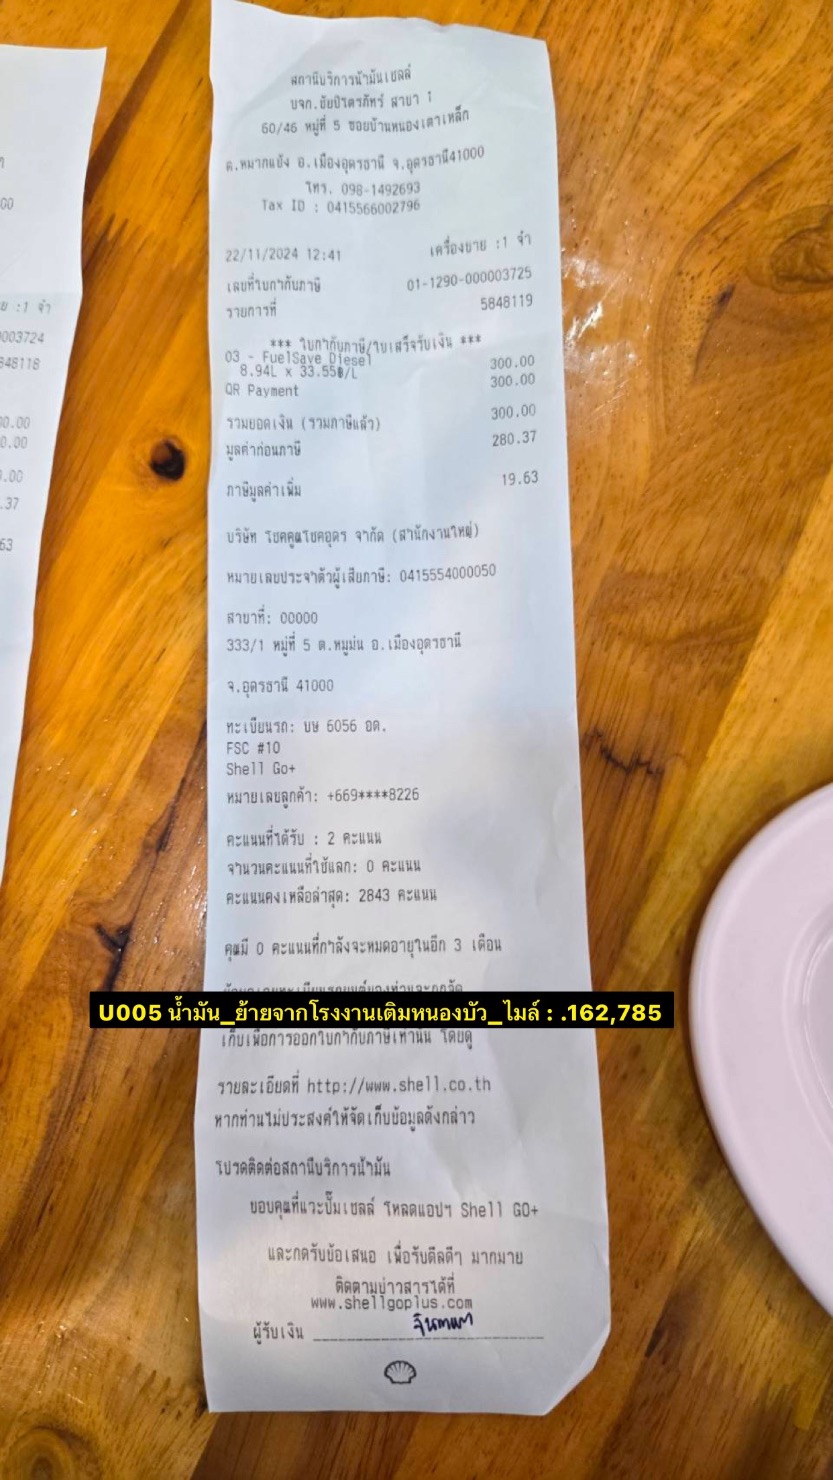 สถานีบริการน้ำมันเชลล์
บจก.ชัยปิตรภัทร์ สาขา 1
60/46 หมู่ที่ 5 ซอยบ้านหนองเตาเหล็ก
ต.หมากแข้ง อ.เมืองอุดรธานี จ.อุดรธานี41000
โทร. 098-1492693
Tax ID : 0415566002796
22/11/2024 12:41 เครื่องขาย :1 จำ
เลขที่ใบกำกับภาษี 01-1290-000003725
รายการที่ 5848119
*** ใบกำกับภาษี/ใบเสร็จรับเงิน ***
03 - FuelSave Diesel
8.94L x 33.55฿/L 300.00
QR Payment 300.00
รวมยอดเงิน (รวมภาษีแล้ว) 300.00
มูลค่าก่อนภาษี 280.37
ภาษีมูลค่าเพิ่ม 19.63
บริษัท โชคคูณโชคอุดร จำกัด (สำนักงานใหญ่)
หมายเลขประจำตัวผู้เสียภาษี: 0415554000050
สาขาที่: 00000
333/1 หมู่ที่ 5 ต.หมูม่น อ.เมืองอุดรธานี
จ.อุดรธานี 41000
ทะเบียนรถ: บษ 6056 อด.
FSC #10
Shell Go+
หมายเลขลูกค้า: +669****8226
คะแนนที่ได้รับ : 2 คะแนน
จำนวนคะแนนที่ใช้แลก: 0 คะแนน
คะแนนคงเหลือล่าสุด: 2843 คะแนน
คุณมี 0 คะแนนที่กำลังจะหมดอายุในอีก 3 เดือน
U005 น้ำมัน_ย้ายจากโรงงานเติมหนองบัว_ไมล์ : .162,785
เก็บเพื่อการออกใบกำกับภาษีเท่านั้น โดยดู
รายละเอียดที่ http://www.shell.co.th
หากท่านไม่ประสงค์ให้จัดเก็บข้อมูลดังกล่าว
โปรดติดต่อสถานีบริการน้ำมัน
ขอบคุณที่แวะปั๊มเชลล์ โหลดแอปฯ Shell GO+
และกดรับข้อเสนอ เพื่อรับดีลดีๆ มากมาย
ติดตามข่าวสารได้ที่
www.shellgoplus.com
ผู้รับเงิน จินตนา